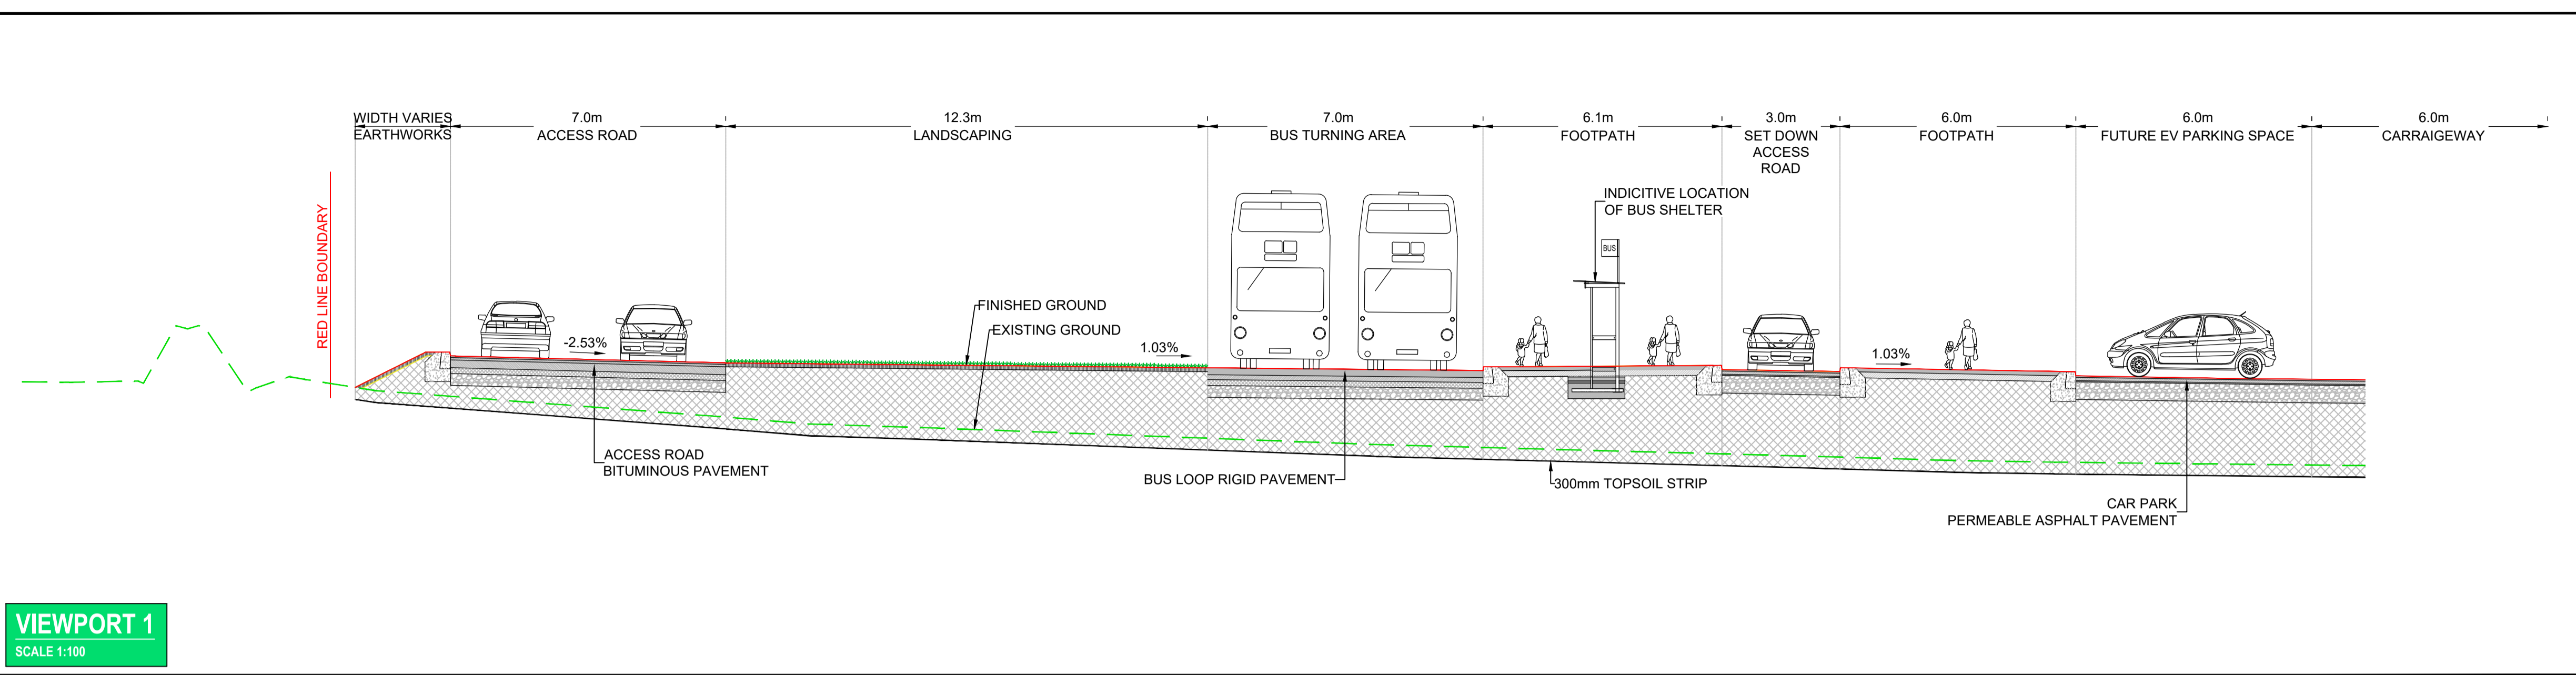 WIDTH VARIES
EARTHWORKS
7.0m
ACCESS ROAD
12.3m
LANDSCAPING
7.0m
BUS TURNING AREA
6.1m
FOOTPATH
3.0m
SET DOWN
ACCESS
ROAD
6.0m
FOOTPATH
6.0m
FUTURE EV PARKING SPACE
6.0m
CARRAIGEWAY
RED LINE BOUNDARY
INDICITIVE LOCATION
OF BUS SHELTER
BUS
FINISHED GROUND
EXISTING GROUND
-2.53%
1.03%
1.03%
ACCESS ROAD
BITUMINOUS PAVEMENT
BUS LOOP RIGID PAVEMENT
300mm TOPSOIL STRIP
CAR PARK
PERMEABLE ASPHALT PAVEMENT
VIEWPORT 1
SCALE 1:100